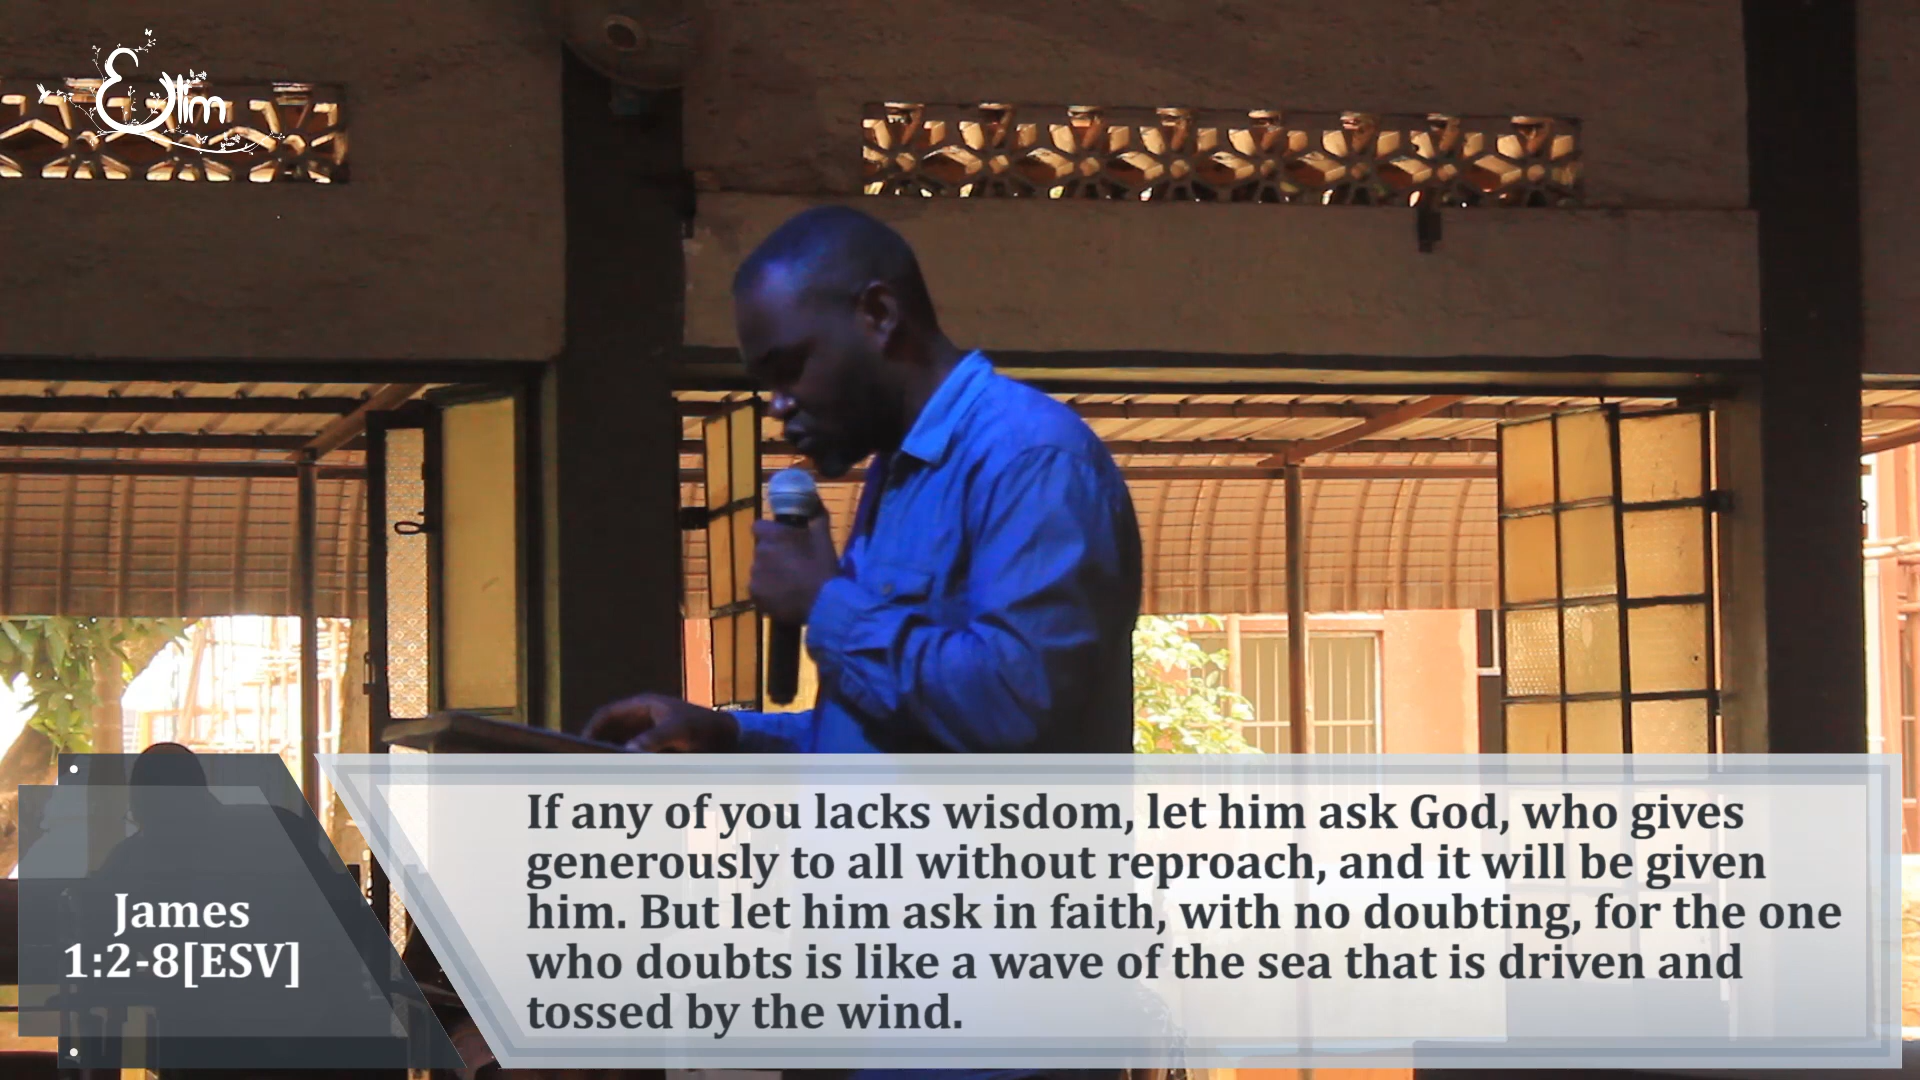 Elim
James
1:2-8[ESV]
If any of you lacks wisdom, let him ask God, who gives
generously to all without reproach, and it will be given
him. But let him ask in faith, with no doubting, for the one
who doubts is like a wave of the sea that is driven and
tossed by the wind.